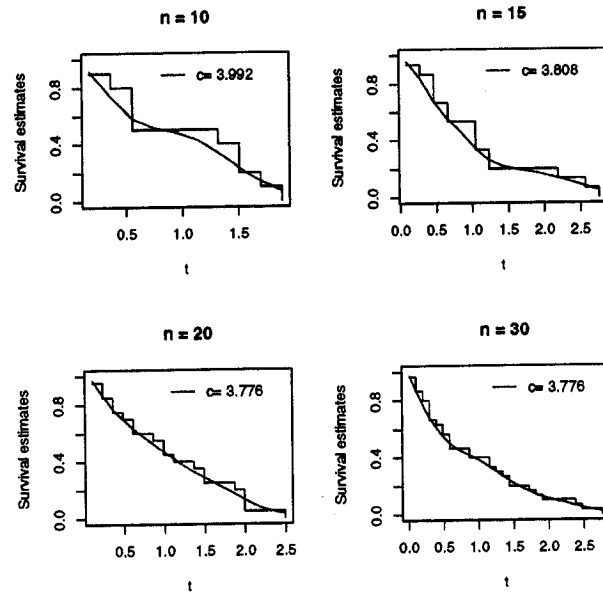 n = 10
c= 3.992
Survival estimates
0.0 0.4 0.8
0.5 1.0 1.5
t
n = 15
c= 3.808
Survival estimates
0.0 0.4 0.8
0.0 0.5 1.0 1.5 2.0 2.5
t
n = 20
c= 3.776
Survival estimates
0.0 0.4 0.8
0.5 1.0 1.5 2.0 2.5
t
n = 30
c= 3.776
Survival estimates
0.0 0.4 0.8
0.0 0.5 1.0 1.5 2.0 2.5
t